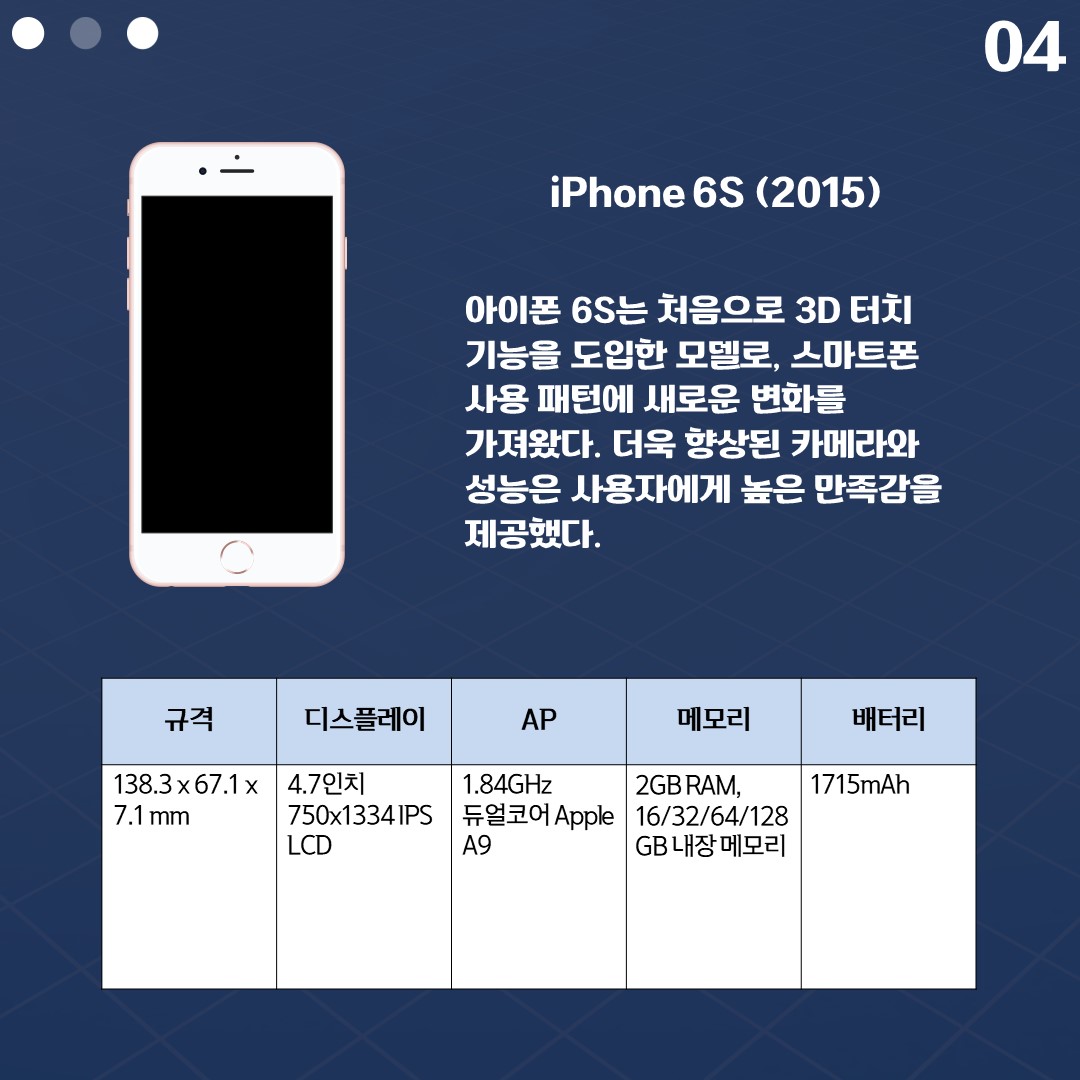 04
iPhone 6S (2015)
아이폰 6S는 처음으로 3D 터치
기능을 도입한 모델로, 스마트폰
사용 패턴에 새로운 변화를
가져왔다. 더욱 향상된 카메라와
성능은 사용자에게 높은 만족감을
제공했다.
규격
디스플레이
AP
메모리
배터리
138.3 x 67.1 x
7.1 mm
4.7인치
750x1334 IPS
LCD
1.84GHz
듀얼코어 Apple
A9
2GB RAM,
16/32/64/128
GB 내장 메모리
1715mAh